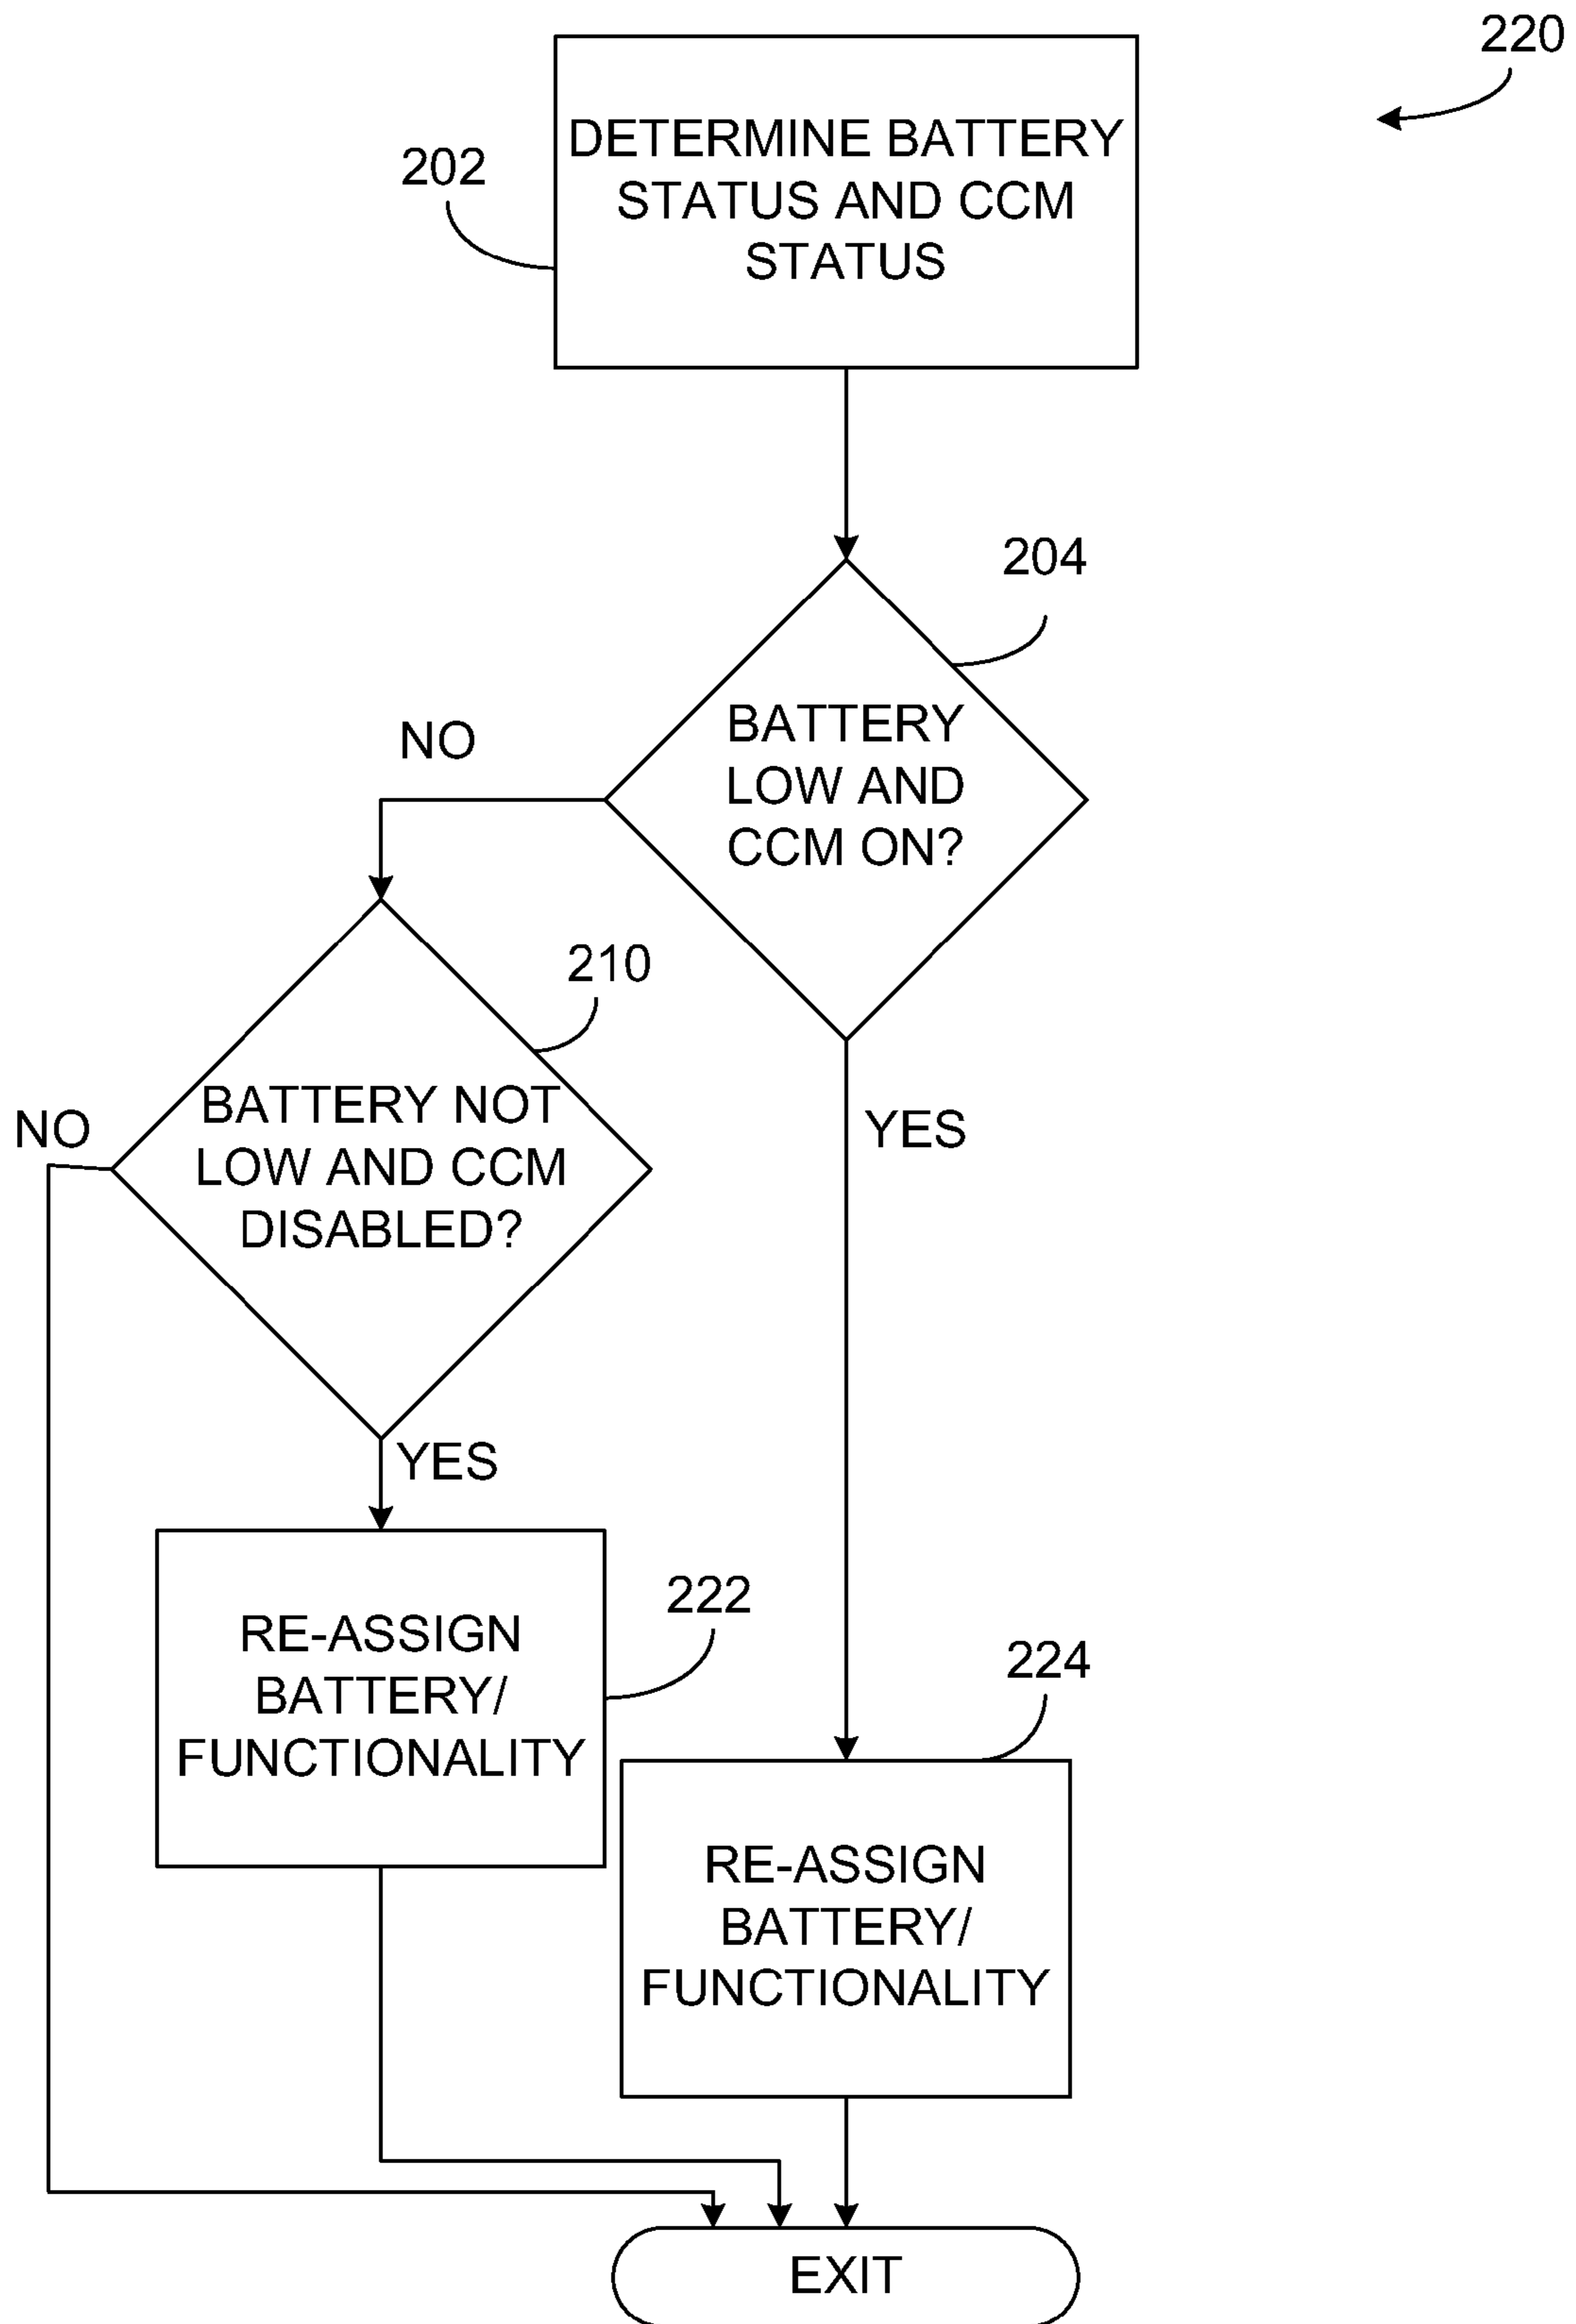 220
DETERMINE BATTERY
STATUS AND CCM
STATUS
202
204
BATTERY
LOW AND
CCM ON?
NO
210
BATTERY NOT
LOW AND CCM
DISABLED?
NO
YES
YES
RE-ASSIGN
BATTERY/
FUNCTIONALITY
222
224
RE-ASSIGN
BATTERY/
FUNCTIONALITY
EXIT